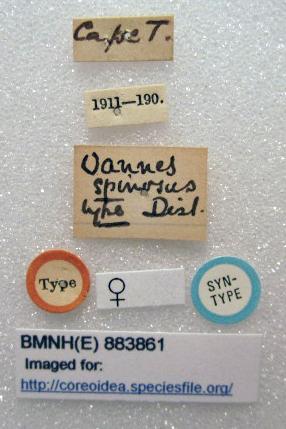 Cape T.
1911—190.
Vannes
spinosus
type Dist.
Type
♀
SYN-
TYPE
BMNH(E) 883861
Imaged for:
http://coreoidea.speciesfile.org/